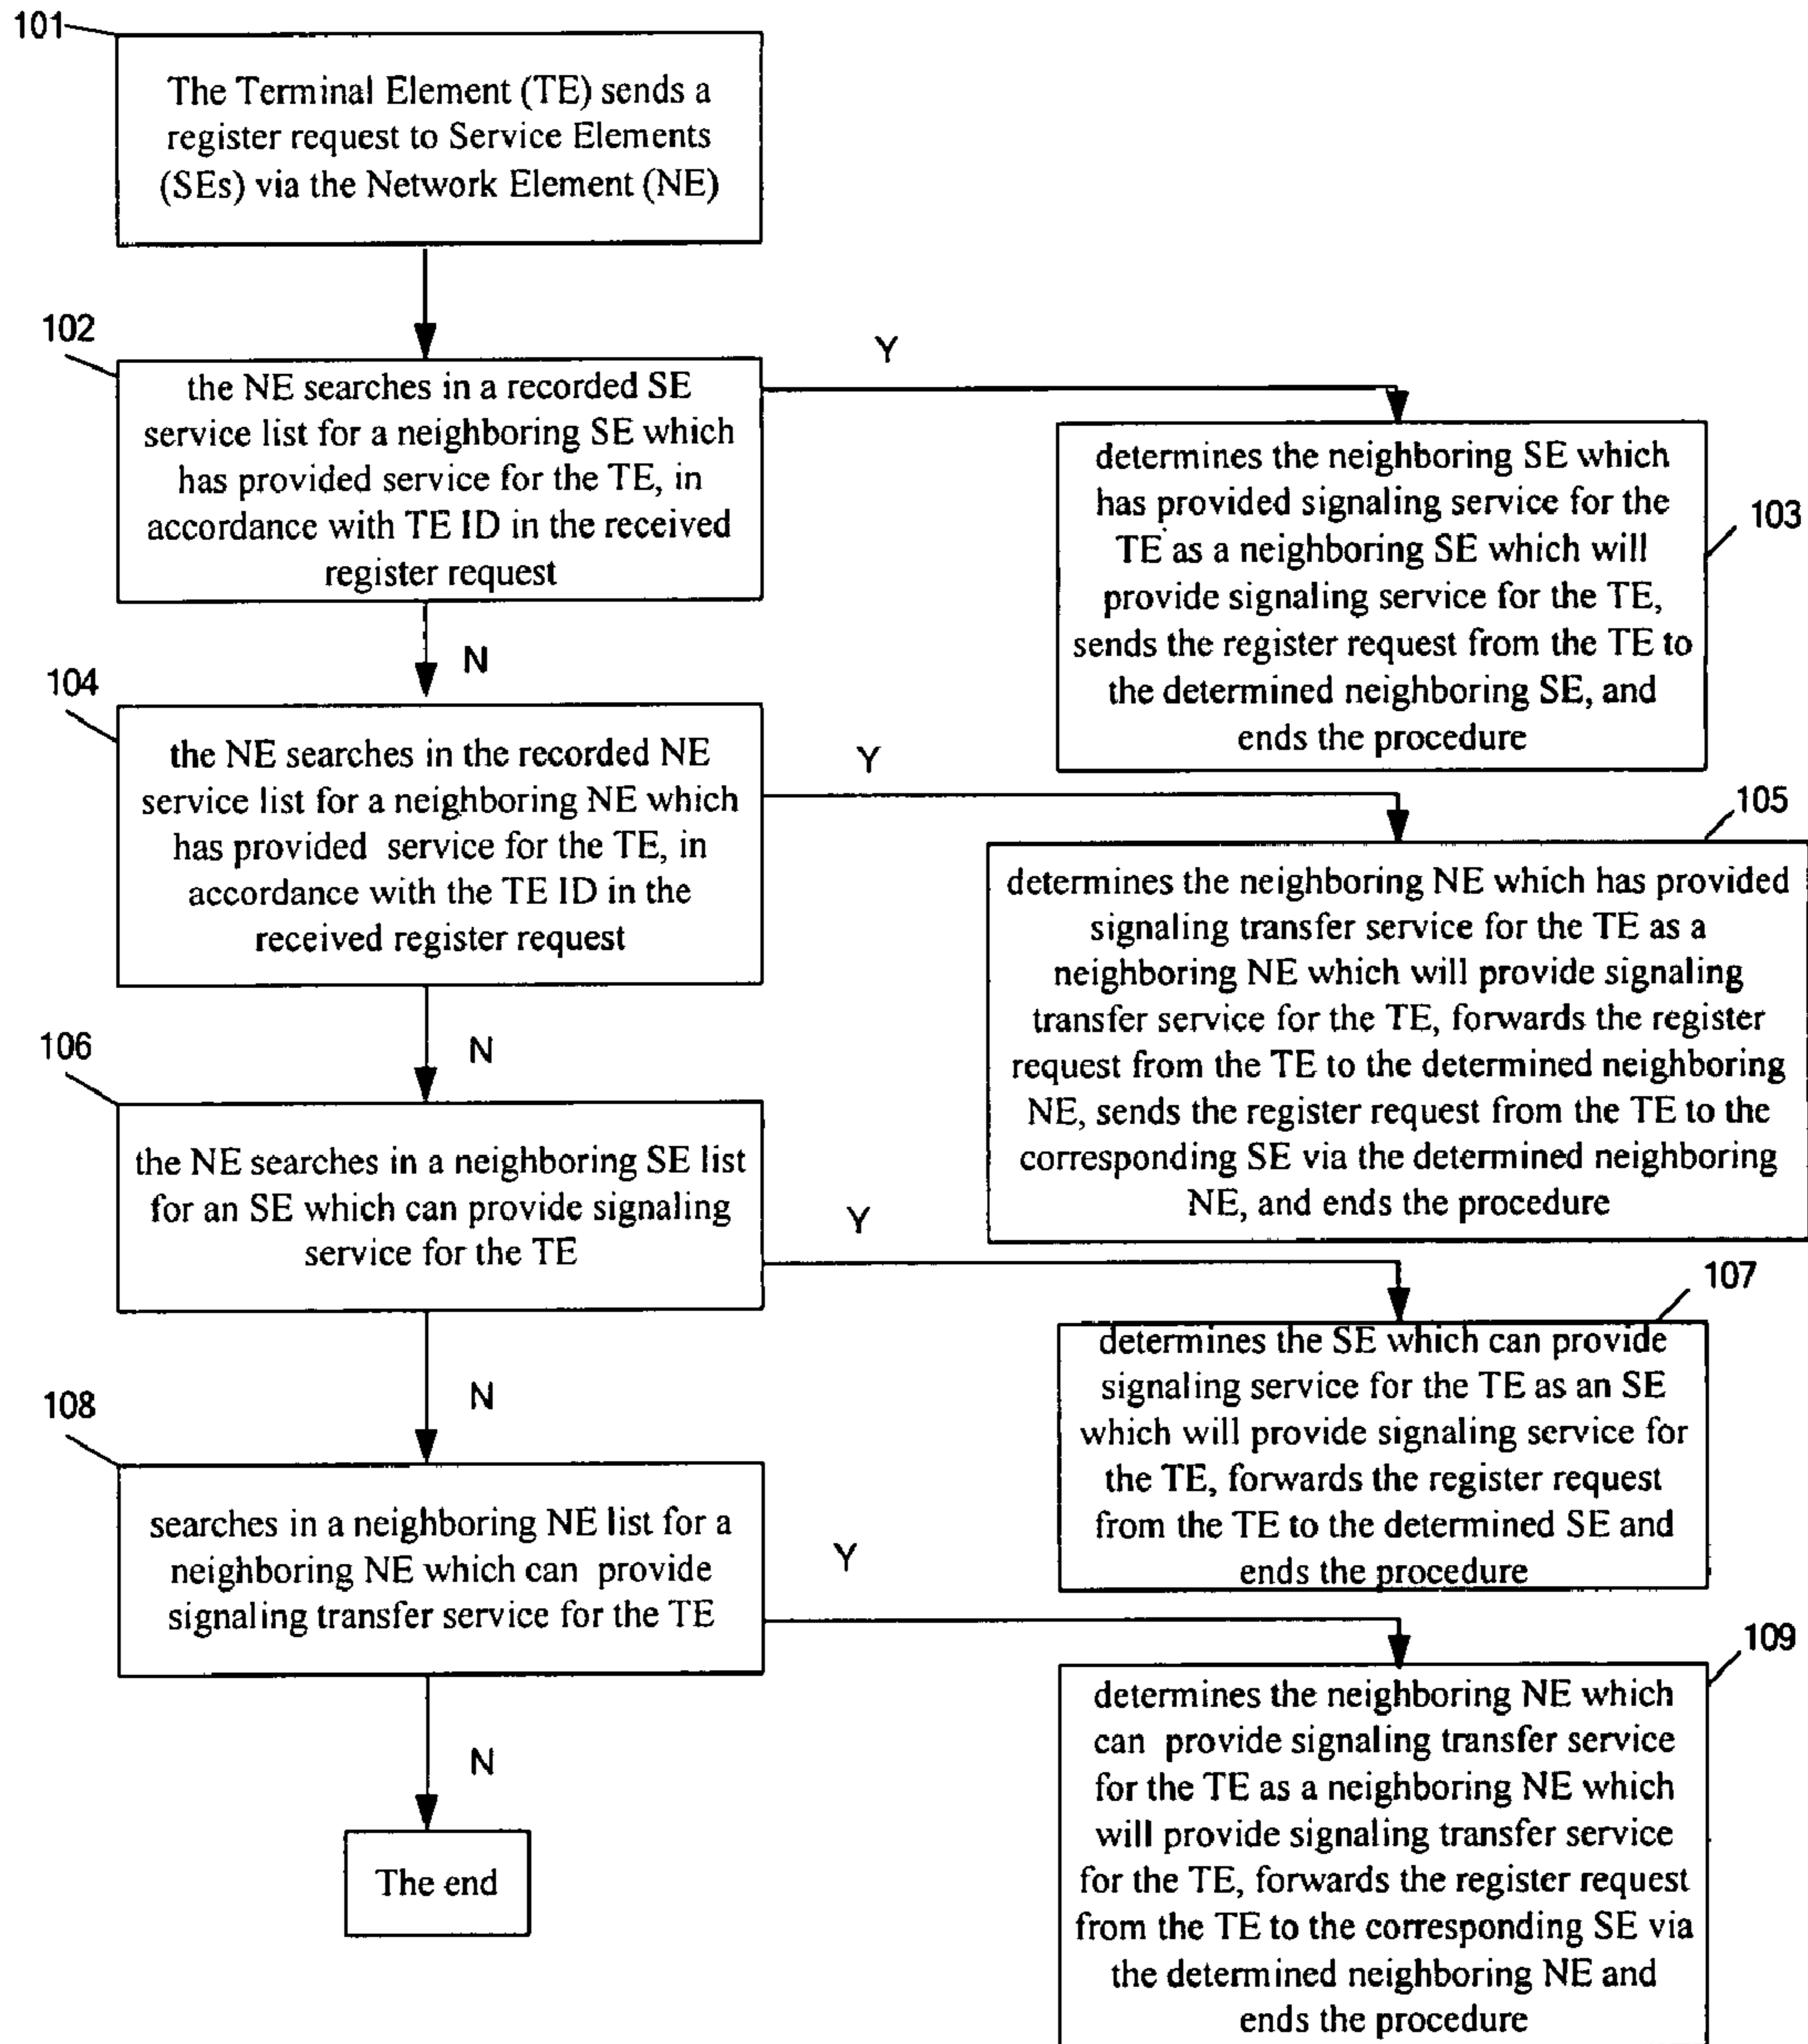 101
The Terminal Element (TE) sends a
register request to Service Elements
(SEs) via the Network Element (NE)
102
the NE searches in a recorded SE
service list for a neighboring SE which
has provided service for the TE, in
accordance with TE ID in the received
register request
Y
103
determines the neighboring SE which
has provided signaling service for the
TE as a neighboring SE which will
provide signaling service for the TE,
sends the register request from the TE to
the determined neighboring SE, and
ends the procedure
N
104
the NE searches in the recorded NE
service list for a neighboring NE which
has provided service for the TE, in
accordance with the TE ID in the
received register request
Y
105
determines the neighboring NE which has provided
signaling transfer service for the TE as a
neighboring NE which will provide signaling
transfer service for the TE, forwards the register
request from the TE to the determined neighboring
NE, sends the register request from the TE to the
corresponding SE via the determined neighboring
NE, and ends the procedure
N
106
the NE searches in a neighboring SE list
for an SE which can provide signaling
service for the TE
Y
107
determines the SE which can provide
signaling service for the TE as an SE
which will provide signaling service for
the TE, forwards the register request
from the TE to the determined SE and
ends the procedure
N
108
searches in a neighboring NE list for a
neighboring NE which can provide
signaling transfer service for the TE
Y
109
determines the neighboring NE which
can provide signaling transfer service
for the TE as a neighboring NE which
will provide signaling transfer service
for the TE, forwards the register request
from the TE to the corresponding SE via
the determined neighboring NE and
ends the procedure
N
The end